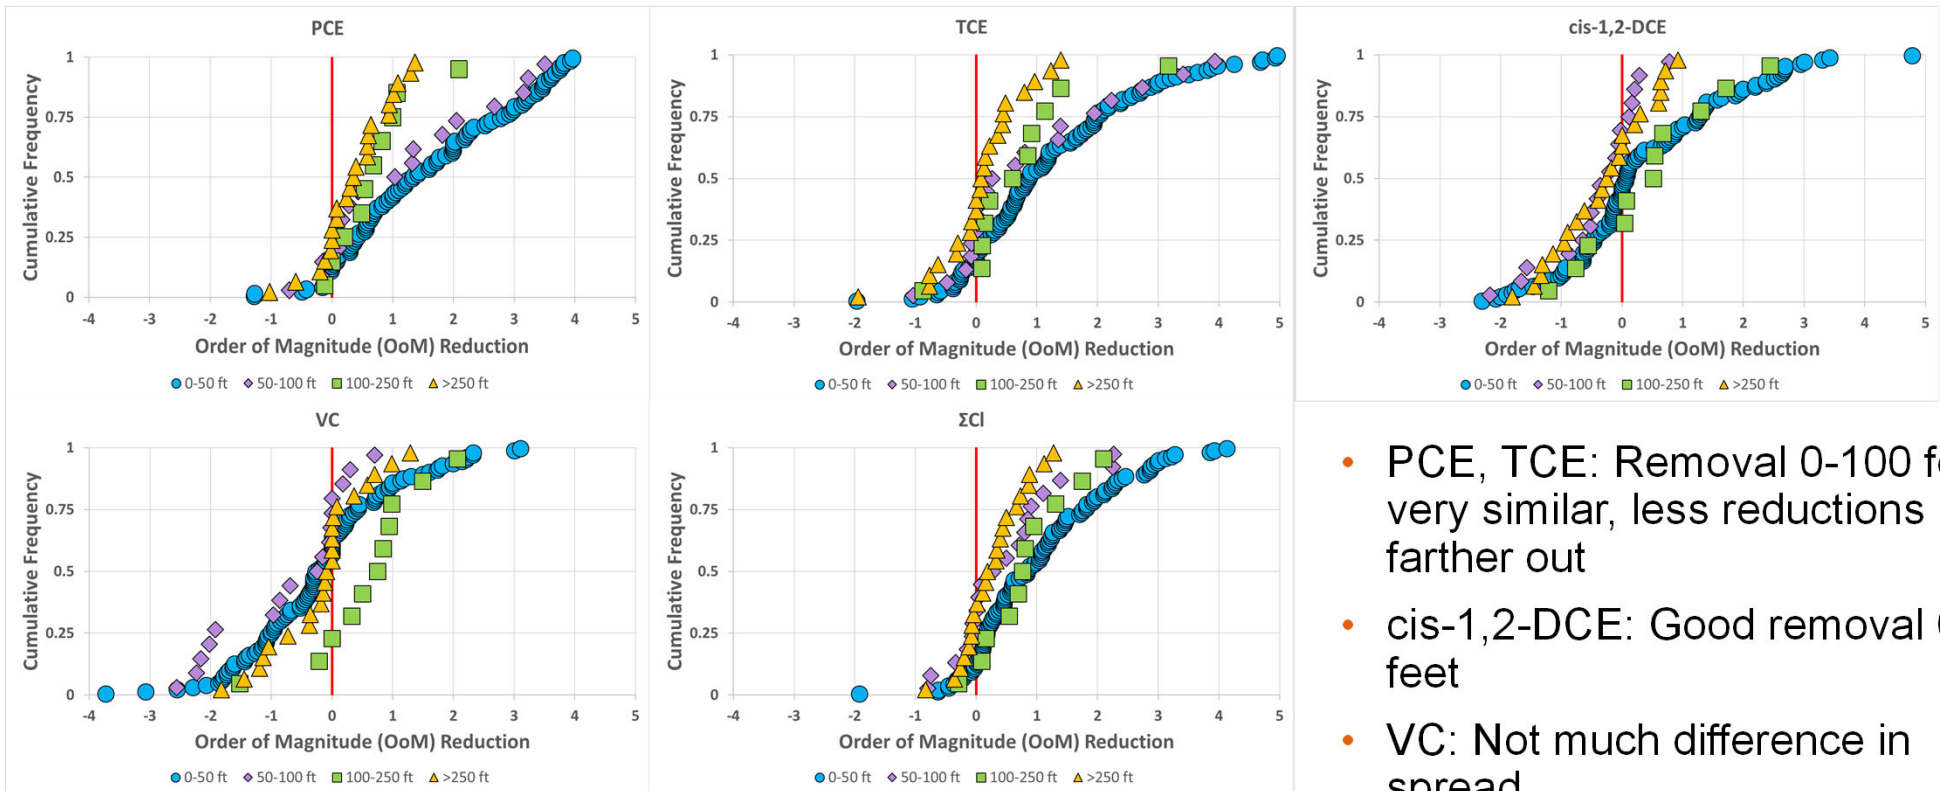 PCE
Cumulative Frequency
1
0.75
0.5
0.25
0
-4 -3 -2 -1 0 1 2 3 4 5
Order of Magnitude (OoM) Reduction
0-50 ft 50-100 ft 100-250 ft >250 ft
TCE
Cumulative Frequency
1
0.75
0.5
0.25
0
-4 -3 -2 -1 0 1 2 3 4 5
Order of Magnitude (OoM) Reduction
0-50 ft 50-100 ft 100-250 ft >250 ft
cis-1,2-DCE
Cumulative Frequency
1
0.75
0.5
0.25
0
-4 -3 -2 -1 0 1 2 3 4 5
Order of Magnitude (OoM) Reduction
0-50 ft 50-100 ft 100-250 ft >250 ft
VC
Cumulative Frequency
1
0.75
0.5
0.25
0
-4 -3 -2 -1 0 1 2 3 4 5
Order of Magnitude (OoM) Reduction
0-50 ft 50-100 ft 100-250 ft >250 ft
ΣCl
Cumulative Frequency
1
0.75
0.5
0.25
0
-4 -3 -2 -1 0 1 2 3 4 5
Order of Magnitude (OoM) Reduction
0-50 ft 50-100 ft 100-250 ft >250 ft
• PCE, TCE: Removal 0-100
very similar, less reductions
farther out
• cis-1,2-DCE: Good removal
feet
• VC: Not much difference in
spread